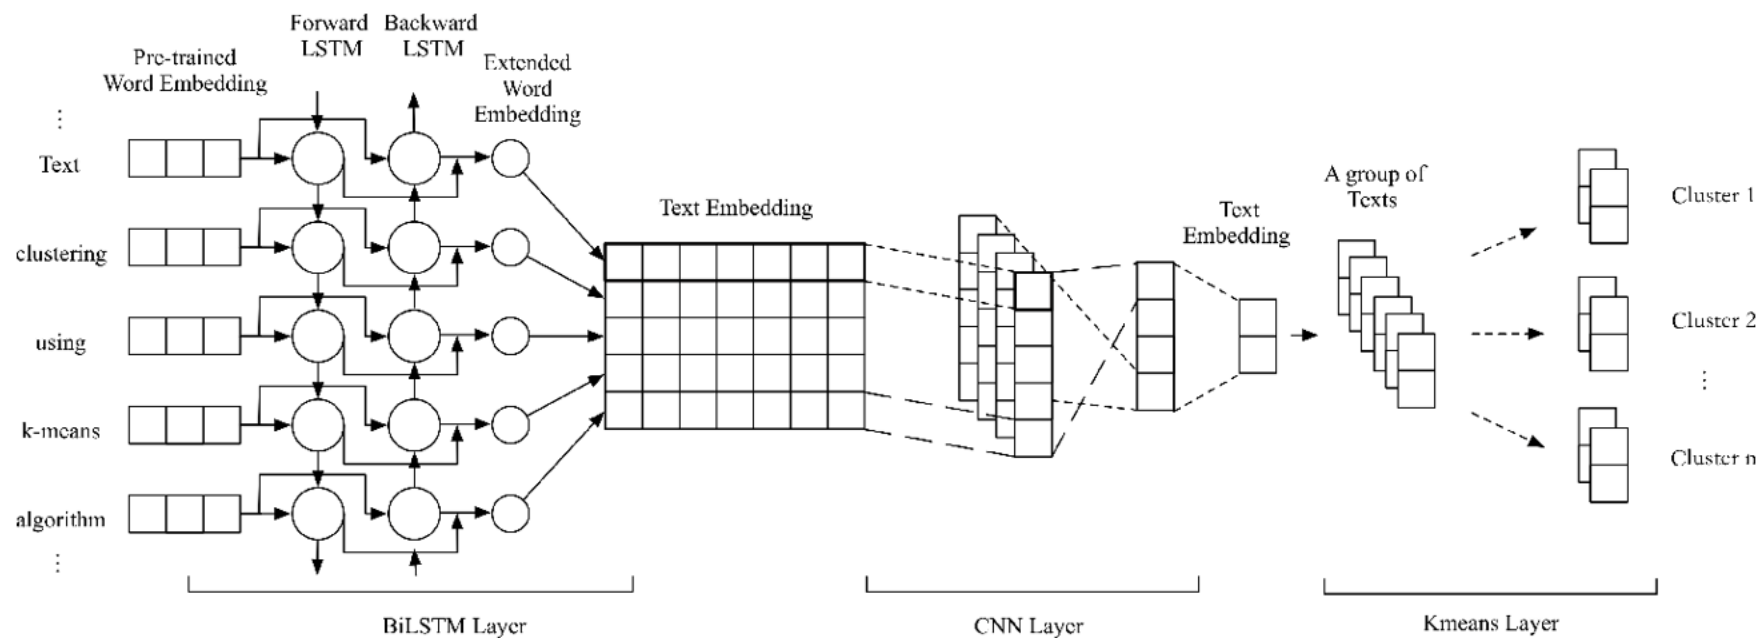 Forward
LSTM
Backward
LSTM
Pre-trained
Word Embedding
Extended
Word
Embedding
⋮
Text
clustering
using
k-means
algorithm
⋮
Text Embedding
Text
Embedding
A group of
Texts
Cluster 1
Cluster 2
⋮
Cluster n
BiLSTM Layer
CNN Layer
Kmeans Layer